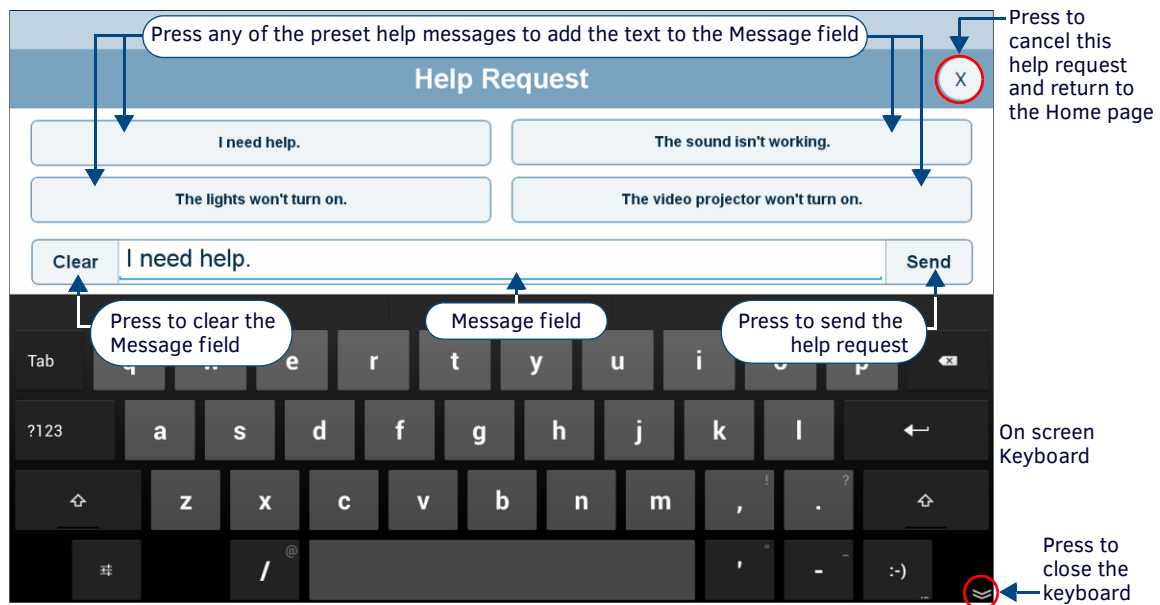 Press any of the preset help messages to add the text to the Message field
Press to
cancel this
help request
and return to
the Home page
Help Request
X
I need help.
The sound isn't working.
The lights won't turn on.
The video projector won't turn on.
Clear
I need help.
Send
Press to clear the
Message field
Message field
Press to send the
help request
Tab
q w e r t y u i o p
?123
a s d f g h j k l
On screen
Keyboard
z x c v b n m , ! . ?
/ @ ' " - _ :-) ...
Press to
close the
keyboard